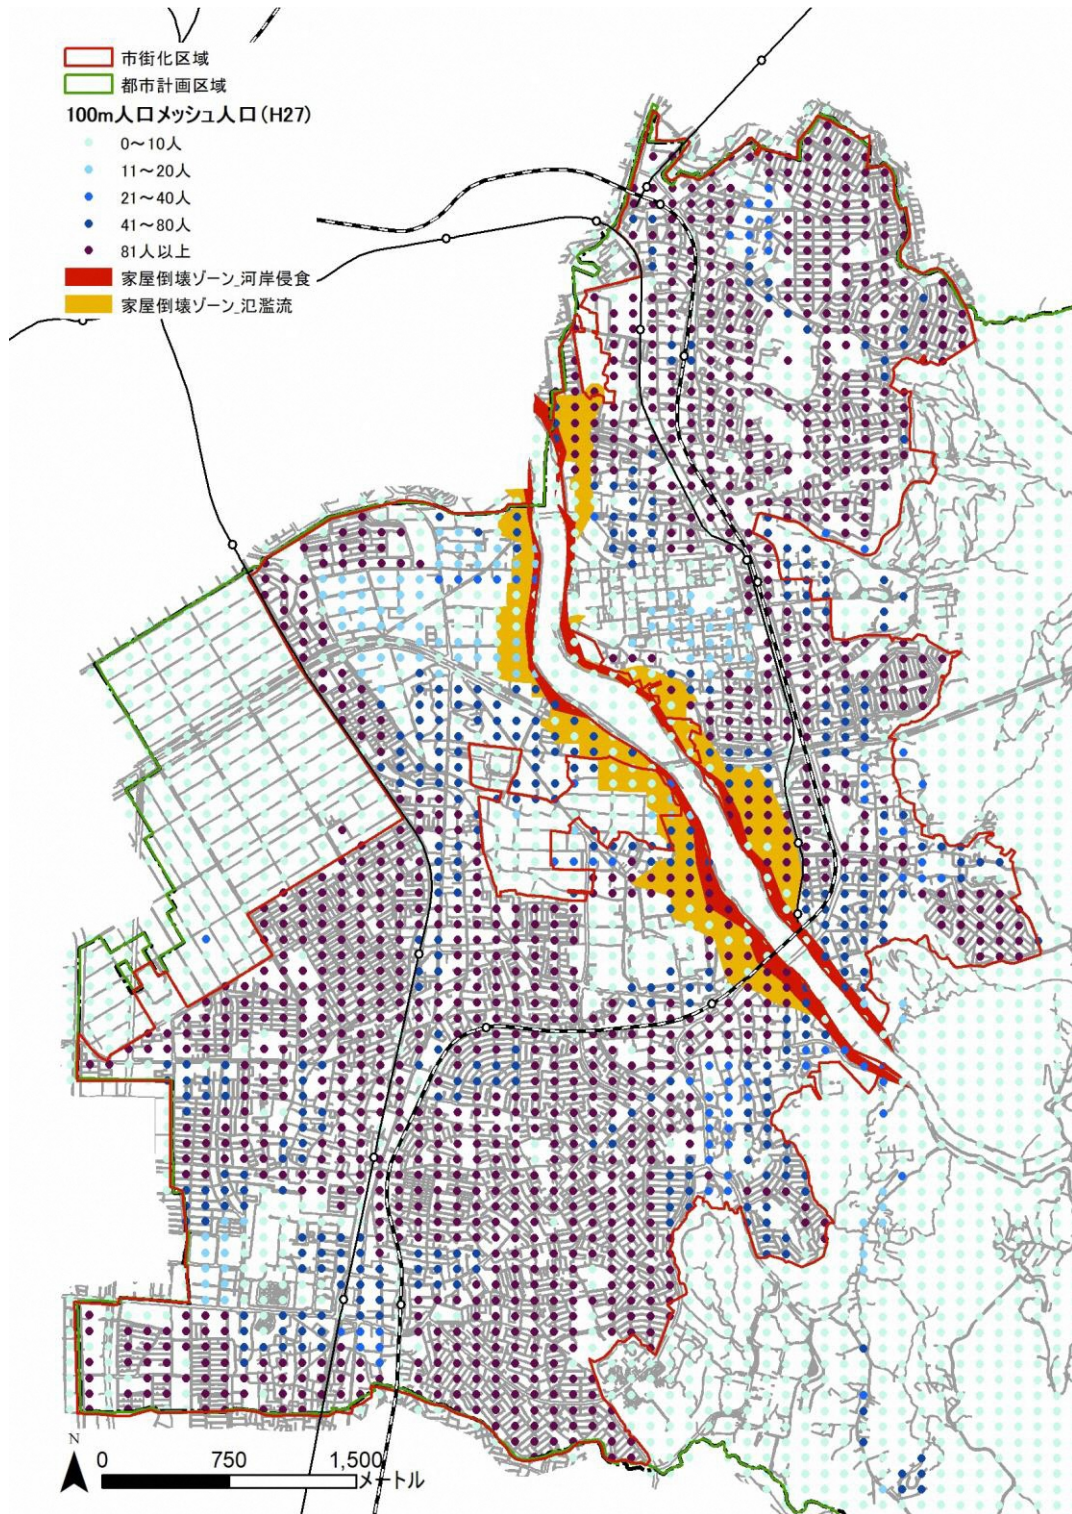 市街化区域
都市計画区域
100m人口メッシュ人口(H27)
0～10人
11～20人
21～40人
41～80人
81人以上
家屋倒壊ゾーン_河岸侵食
家屋倒壊ゾーン_氾濫流
N
0 750 1,500
メートル